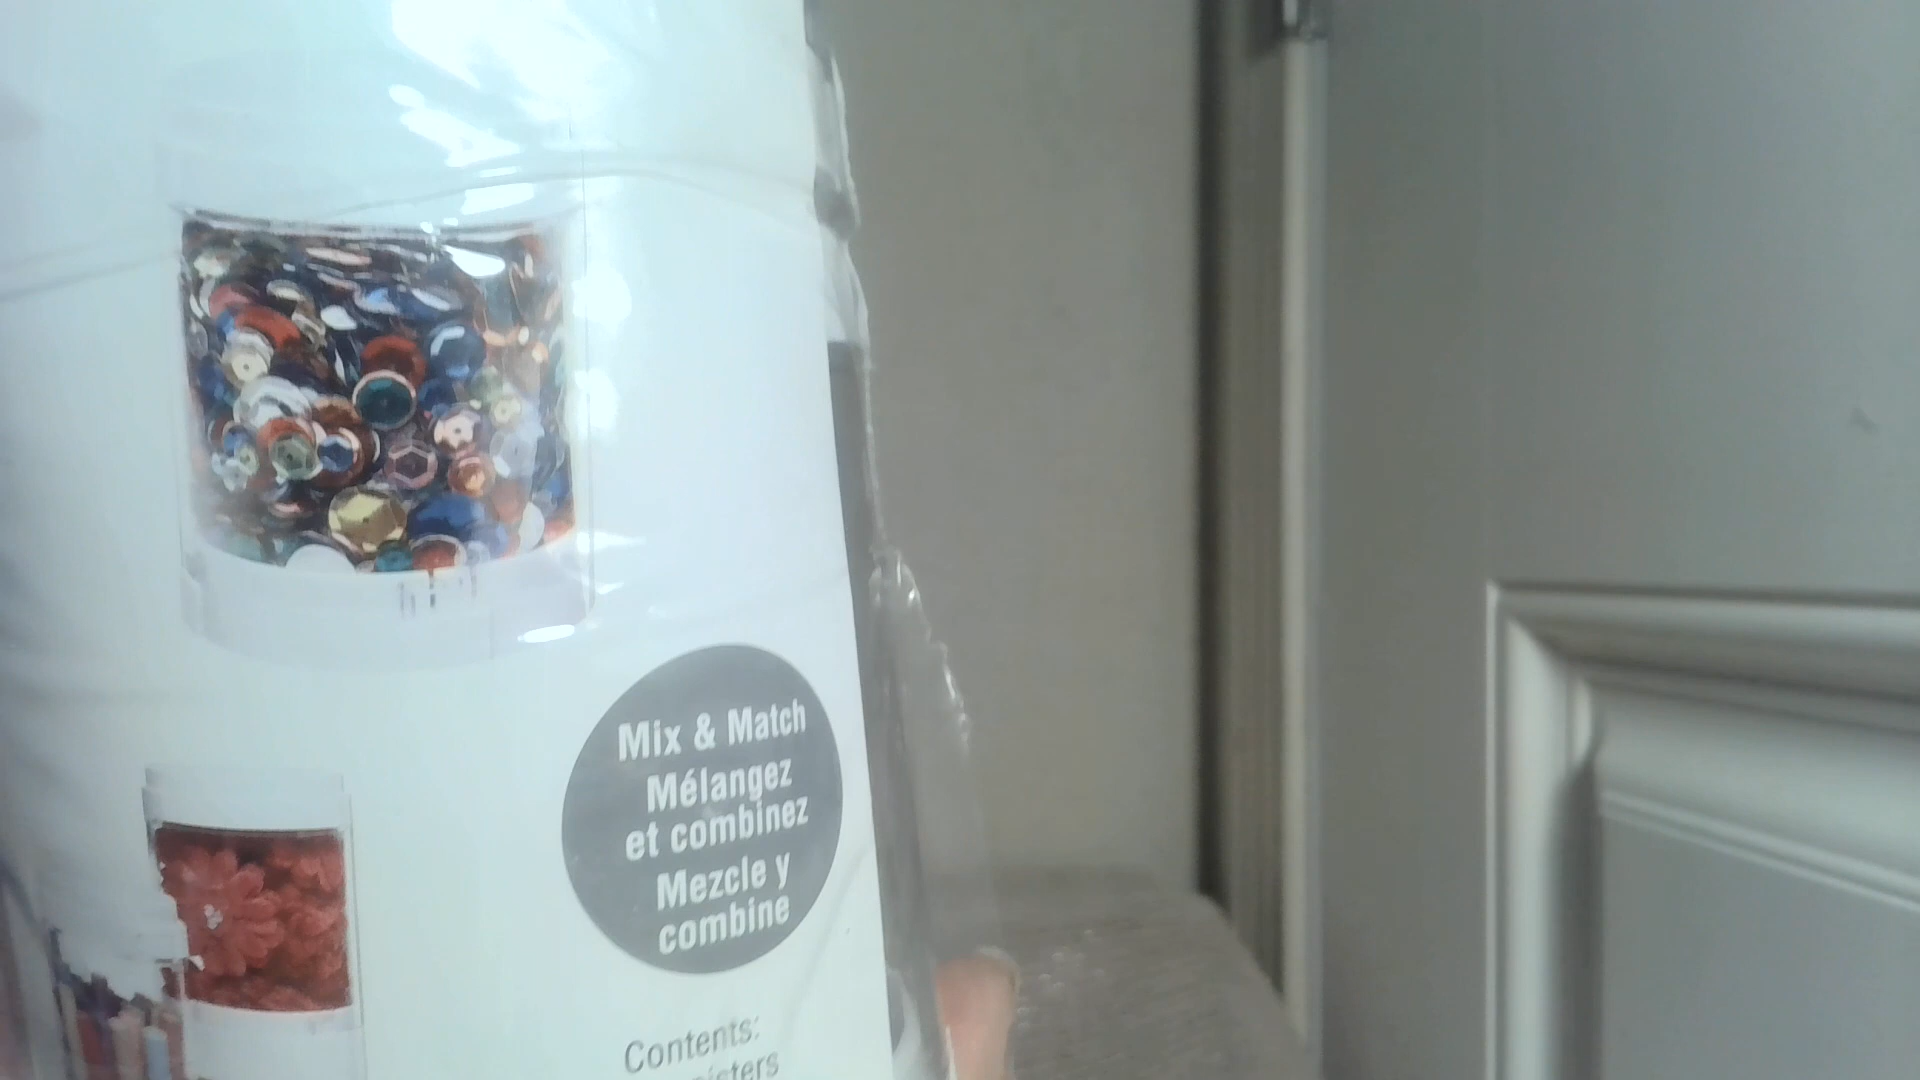 Mix & Match
Mélangez
et combinez
Mezcle y
combine
Contents: